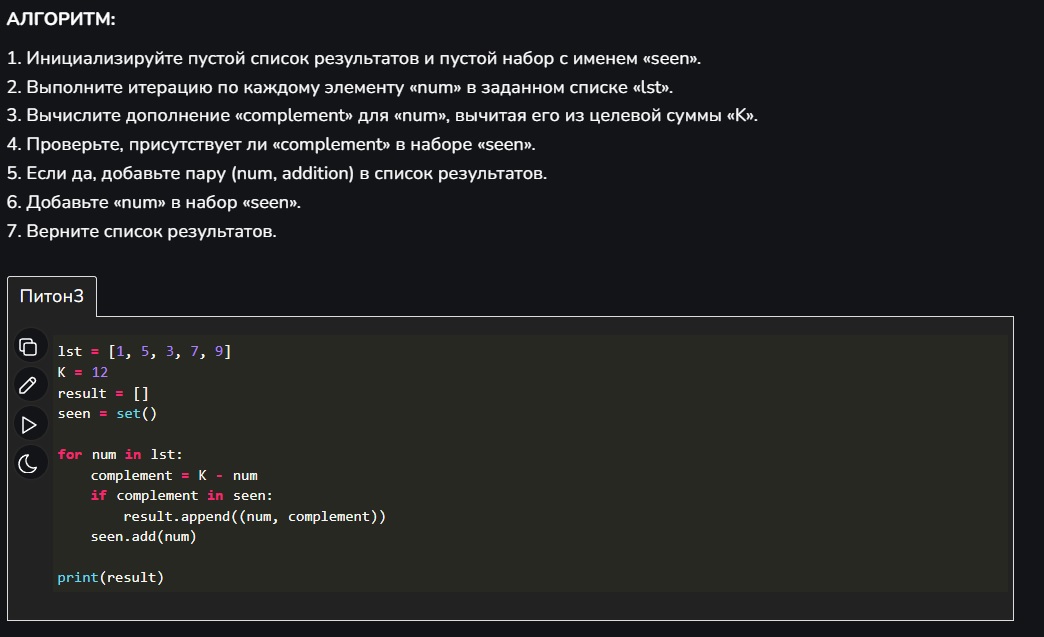 АЛГОРИТМ:
1. Инициализируйте пустой список результатов и пустой набор с именем «seen».
2. Выполните итерацию по каждому элементу «num» в заданном списке «lst».
3. Вычислите дополнение «complement» для «num», вычитая его из целевой суммы «K».
4. Проверьте, присутствует ли «complement» в наборе «seen».
5. Если да, добавьте пару (num, addition) в список результатов.
6. Добавьте «num» в набор «seen».
7. Верните список результатов.
Питон3
lst = [1, 5, 3, 7, 9]
K = 12
result = []
seen = set()
for num in lst:
    complement = K - num
    if complement in seen:
        result.append((num, complement))
    seen.add(num)
print(result)